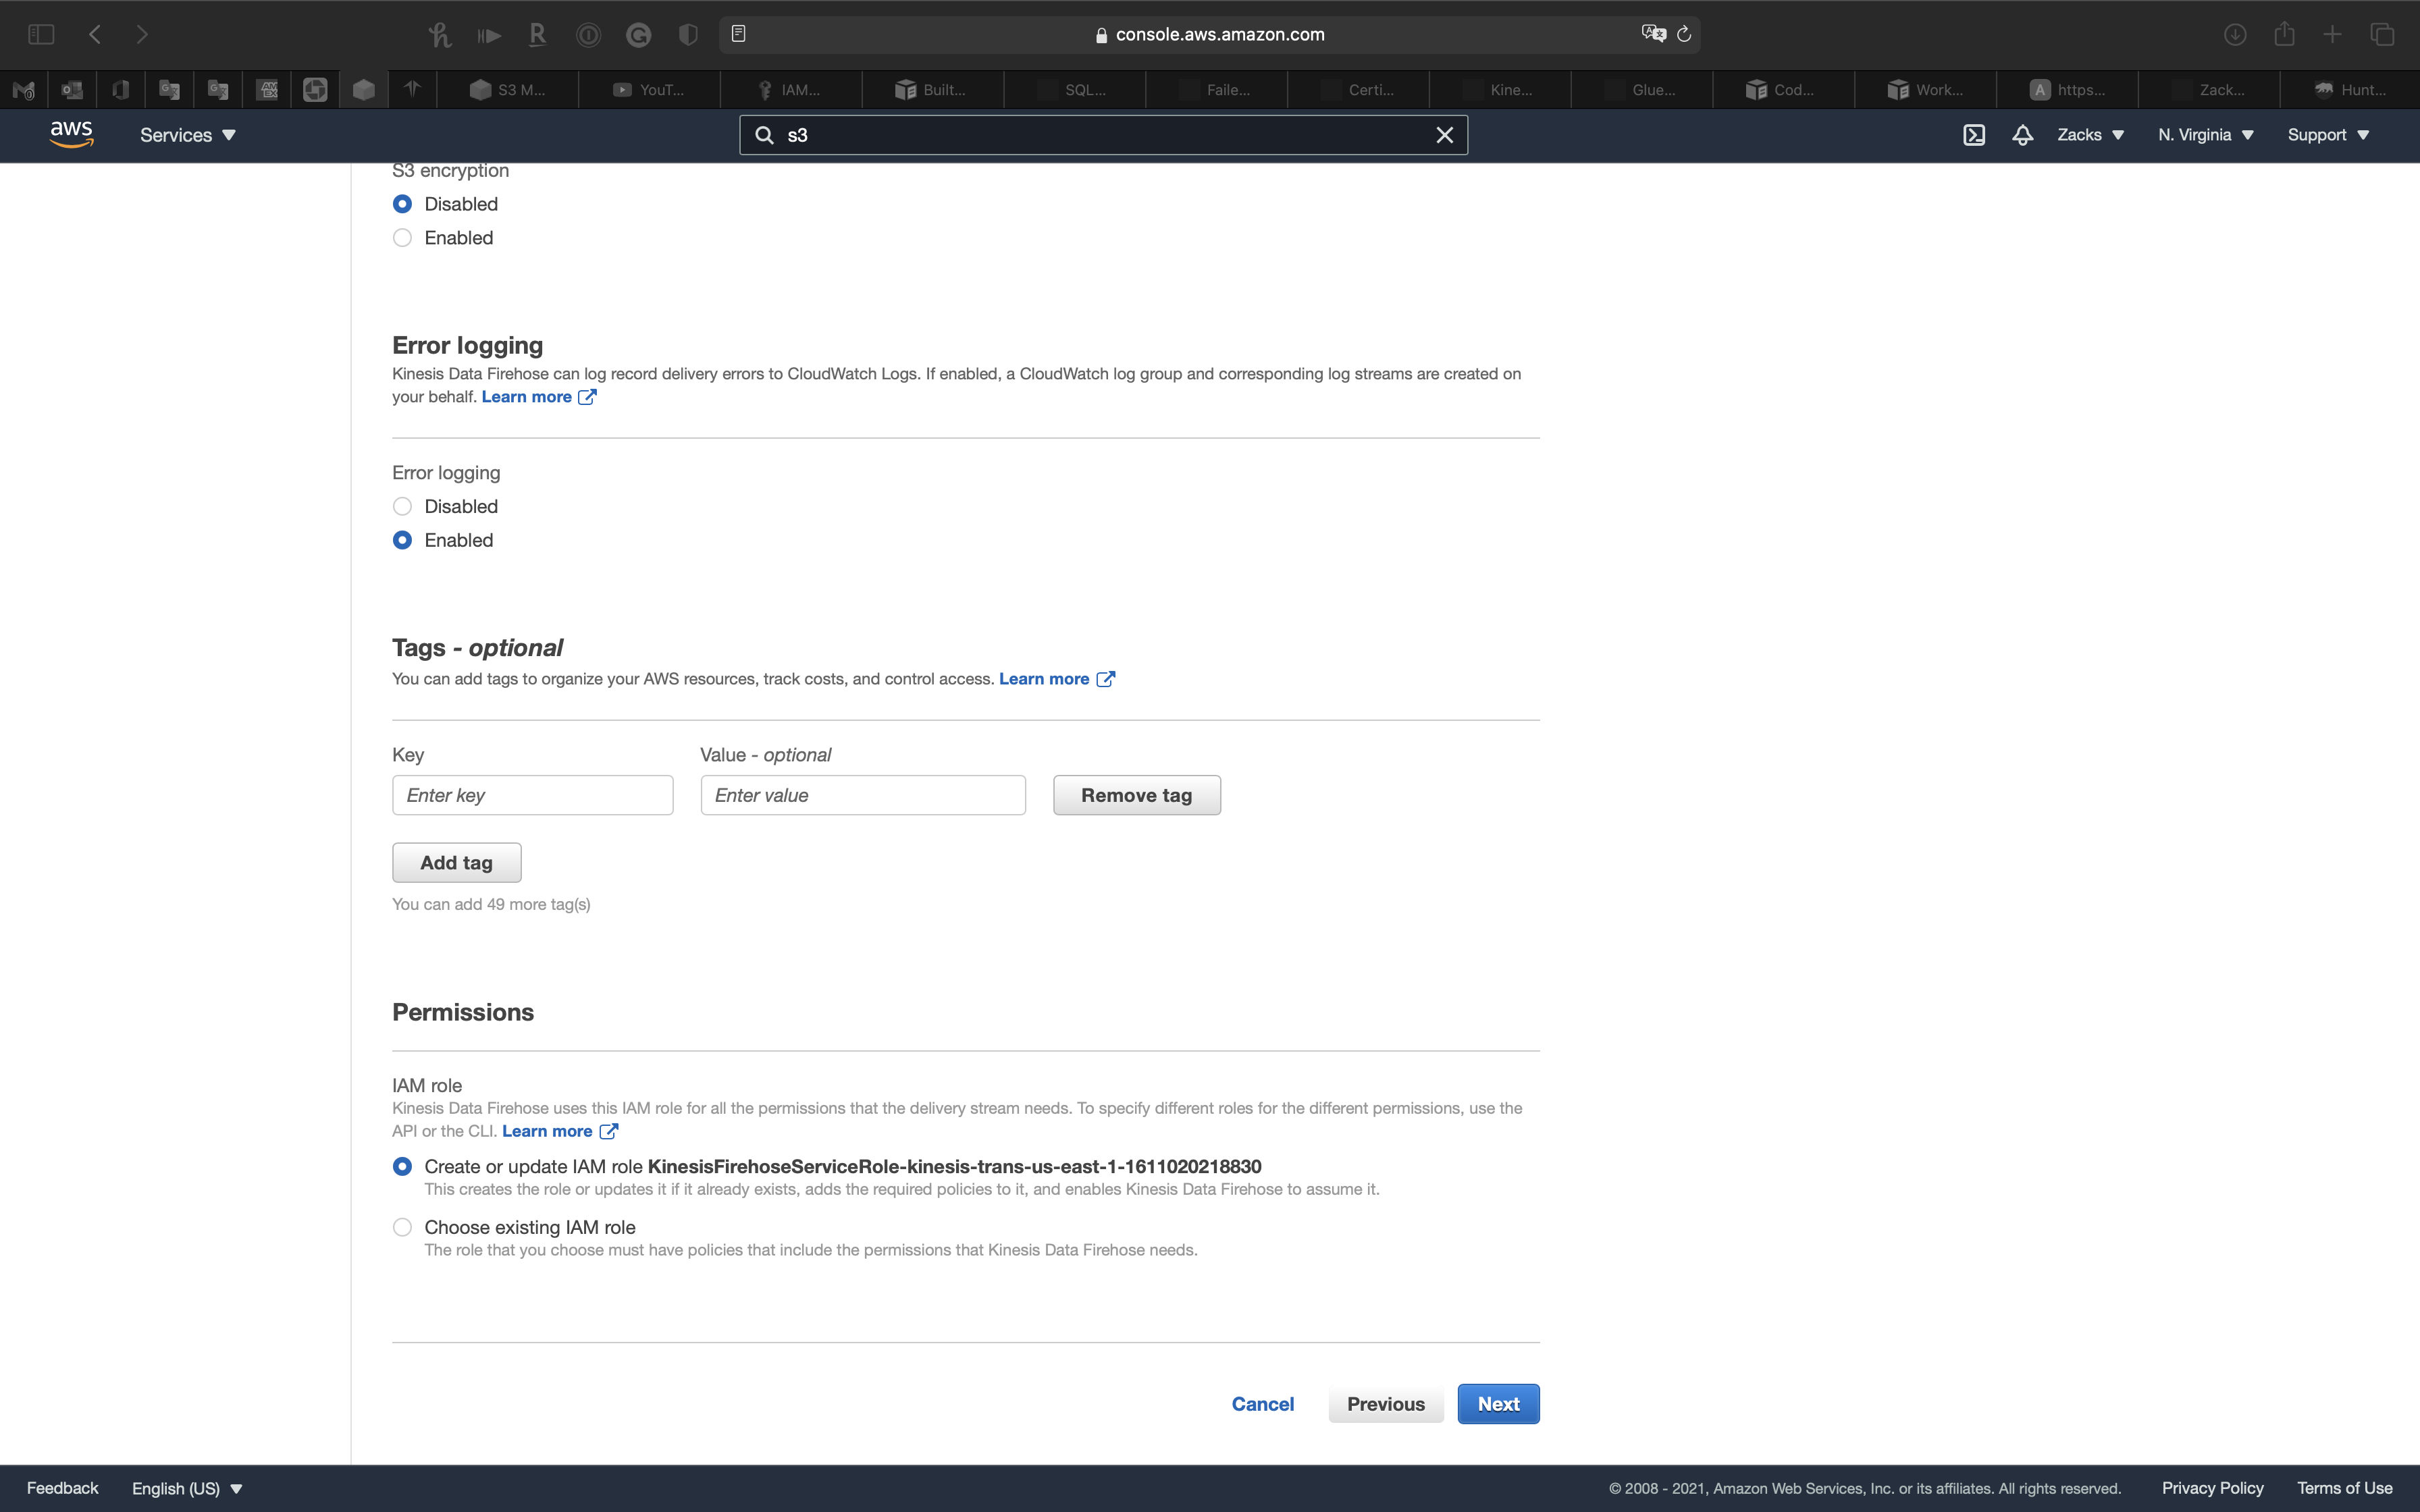 console.aws.amazon.com
S3 M... YouT... IAM... Built... SQL... Faile... Certi... Kine... Glue... Cod... Work... https... Zack... Hunt...
aws Services s3 Zacks N. Virginia Support
S3 encryption
Disabled
Enabled
Error logging
Kinesis Data Firehose can log record delivery errors to CloudWatch Logs. If enabled, a CloudWatch log group and corresponding log streams are created on
your behalf. Learn more
Error logging
Disabled
Enabled
Tags - optional
You can add tags to organize your AWS resources, track costs, and control access. Learn more
Key Value - optional
Enter key Enter value Remove tag
Add tag
You can add 49 more tag(s)
Permissions
IAM role
Kinesis Data Firehose uses this IAM role for all the permissions that the delivery stream needs. To specify different roles for the different permissions, use the
API or the CLI. Learn more
Create or update IAM role KinesisFirehoseServiceRole-kinesis-trans-us-east-1-1611020218830
This creates the role or updates it if it already exists, adds the required policies to it, and enables Kinesis Data Firehose to assume it.
Choose existing IAM role
The role that you choose must have policies that include the permissions that Kinesis Data Firehose needs.
Cancel Previous Next
Feedback English (US) © 2008 - 2021, Amazon Web Services, Inc. or its affiliates. All rights reserved. Privacy Policy Terms of Use